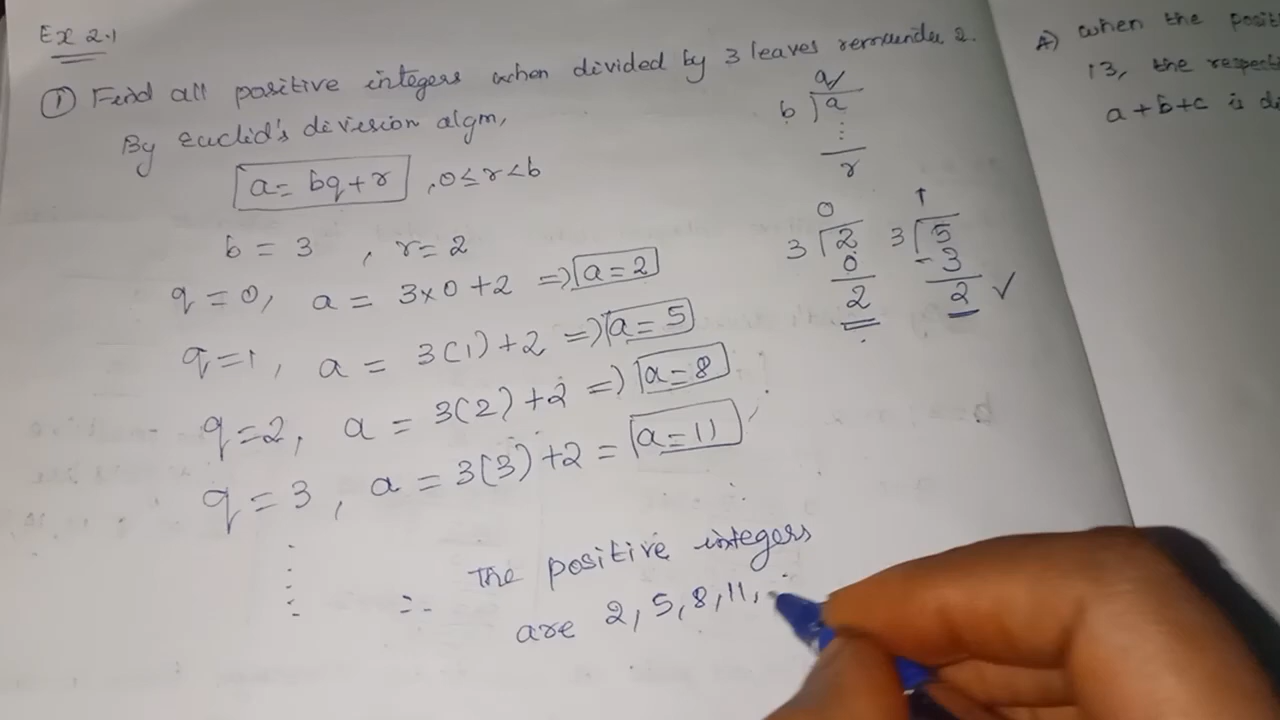 Ex 2.1
① Find all positive integers when divided by 3 leaves remainder 2.
By Euclid's division algm,
a = bq + r , 0 ≤ r < b
b = 3 , r = 2
q = 0, a = 3×0 + 2 => a = 2
q = 1, a = 3(1) + 2 => a = 5
q = 2, a = 3(2) + 2 => a = 8
q = 3, a = 3(3) + 2 = a = 11
∴ The positive integers
are 2, 5, 8, 11,
q
b ) a
r
0
3 ) 2
0
2
1
3 ) 5
- 3
2 ✓
A) when the
13, the
a + b + c is